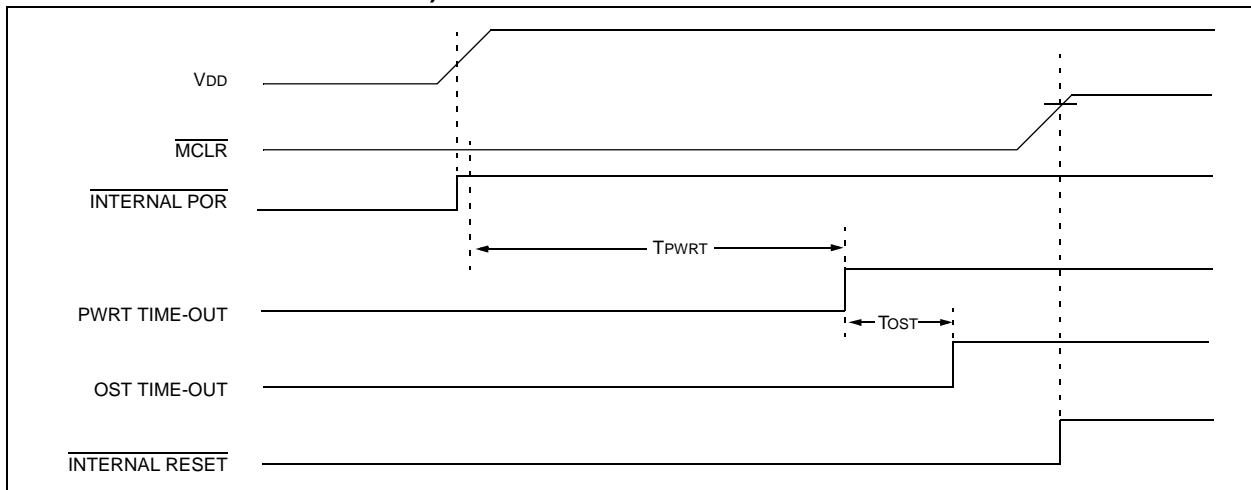 VDD
MCLR
INTERNAL POR
TPWRT
PWRT TIME-OUT
TOST
OST TIME-OUT
INTERNAL RESET